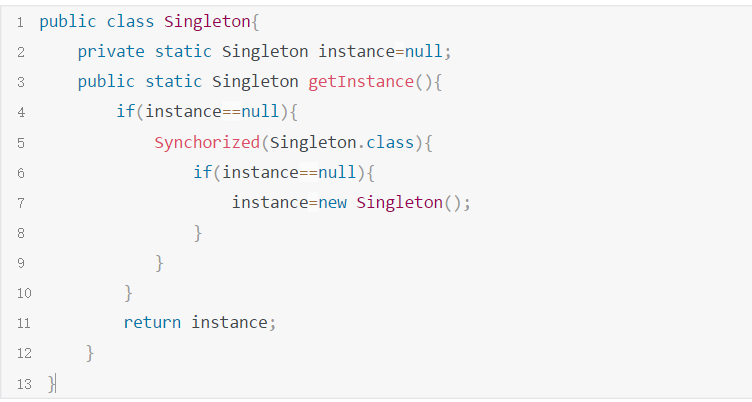 1 public class Singleton{
2 private static Singleton instance=null;
3 public static Singleton getInstance(){
4 if(instance==null){
5 Synchorized(Singleton.class){
6 if(instance==null){
7 instance=new Singleton();
8 }
9 }
10 }
11 return instance;
12 }
13 }